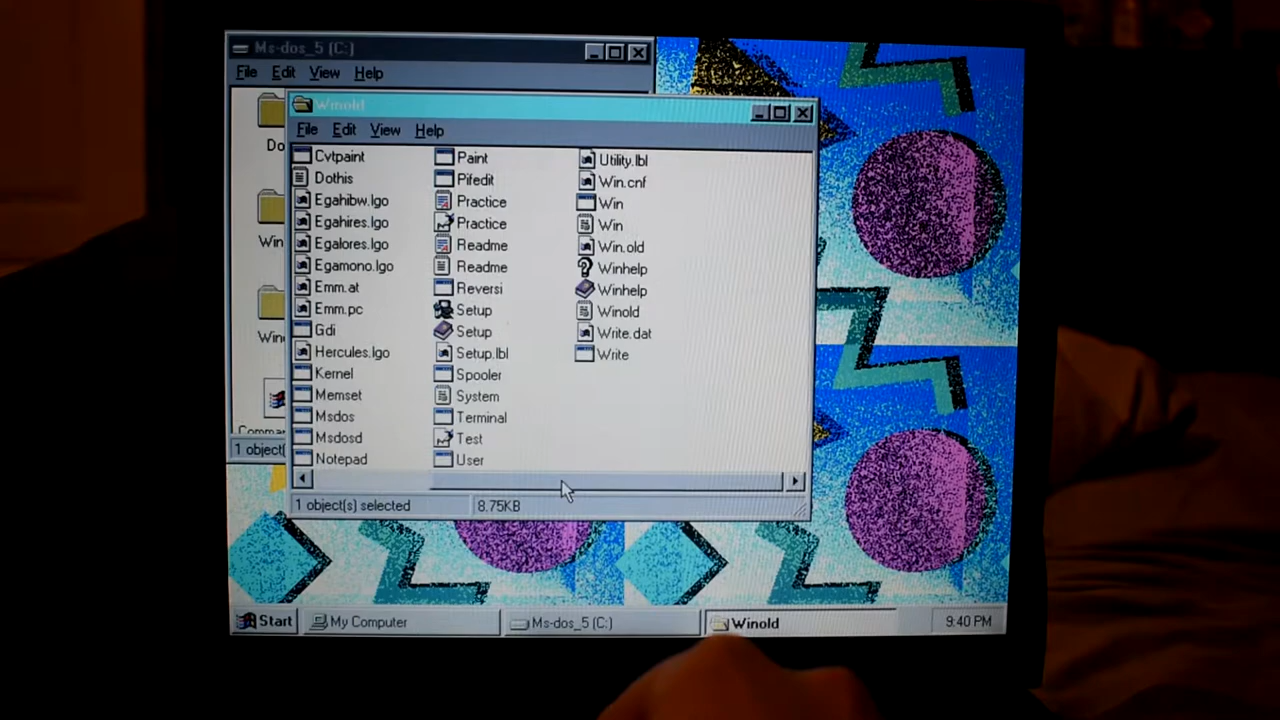 Ms-dos_5 (C:)
File Edit View Help
Winold
File Edit View Help
Cvtpaint
Dothis
Egahibw.lgo
Egahires.lgo
Egalores.lgo
Egamono.lgo
Emm.at
Emm.pc
Gdi
Hercules.lgo
Kernel
Memset
Msdos
Msdosd
Notepad
Paint
Pifedit
Practice
Practice
Readme
Readme
Reversi
Setup
Setup
Setup.lbl
Spooler
System
Terminal
Test
User
Utility.lbl
Win.cnf
Win
Win
Win.old
Winhelp
Winhelp
Winold
Write.dat
Write
Do
Win
Win
Comma
1 object(
1 object(s) selected 8.75KB
Start My Computer Ms-dos_5 (C:) Winold 9:40 PM